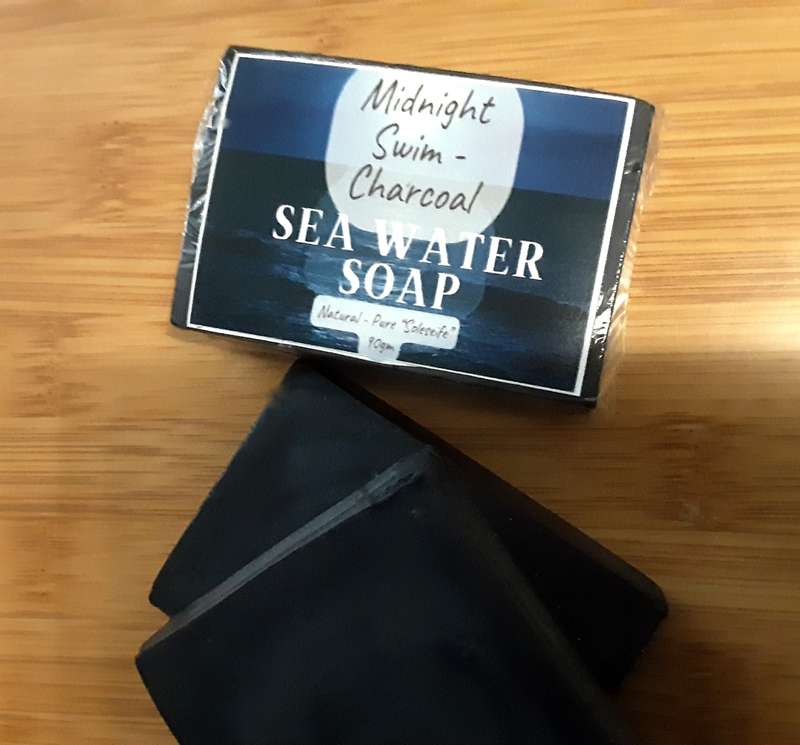 Midnight
Swim -
Charcoal
SEA WATER
SOAP
Natural - Pure "Soleseife"
90gm